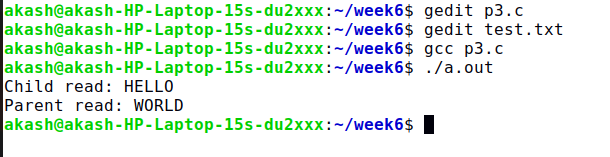 akash@akash-HP-Laptop-15s-du2xxx:~/week6$ gedit p3.c
akash@akash-HP-Laptop-15s-du2xxx:~/week6$ gedit test.txt
akash@akash-HP-Laptop-15s-du2xxx:~/week6$ gcc p3.c
akash@akash-HP-Laptop-15s-du2xxx:~/week6$ ./a.out
Child read: HELLO
Parent read: WORLD
akash@akash-HP-Laptop-15s-du2xxx:~/week6$